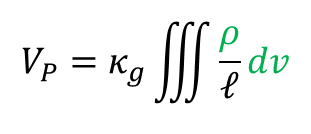 V_P = κ_g ∭ ρ/ℓ dv